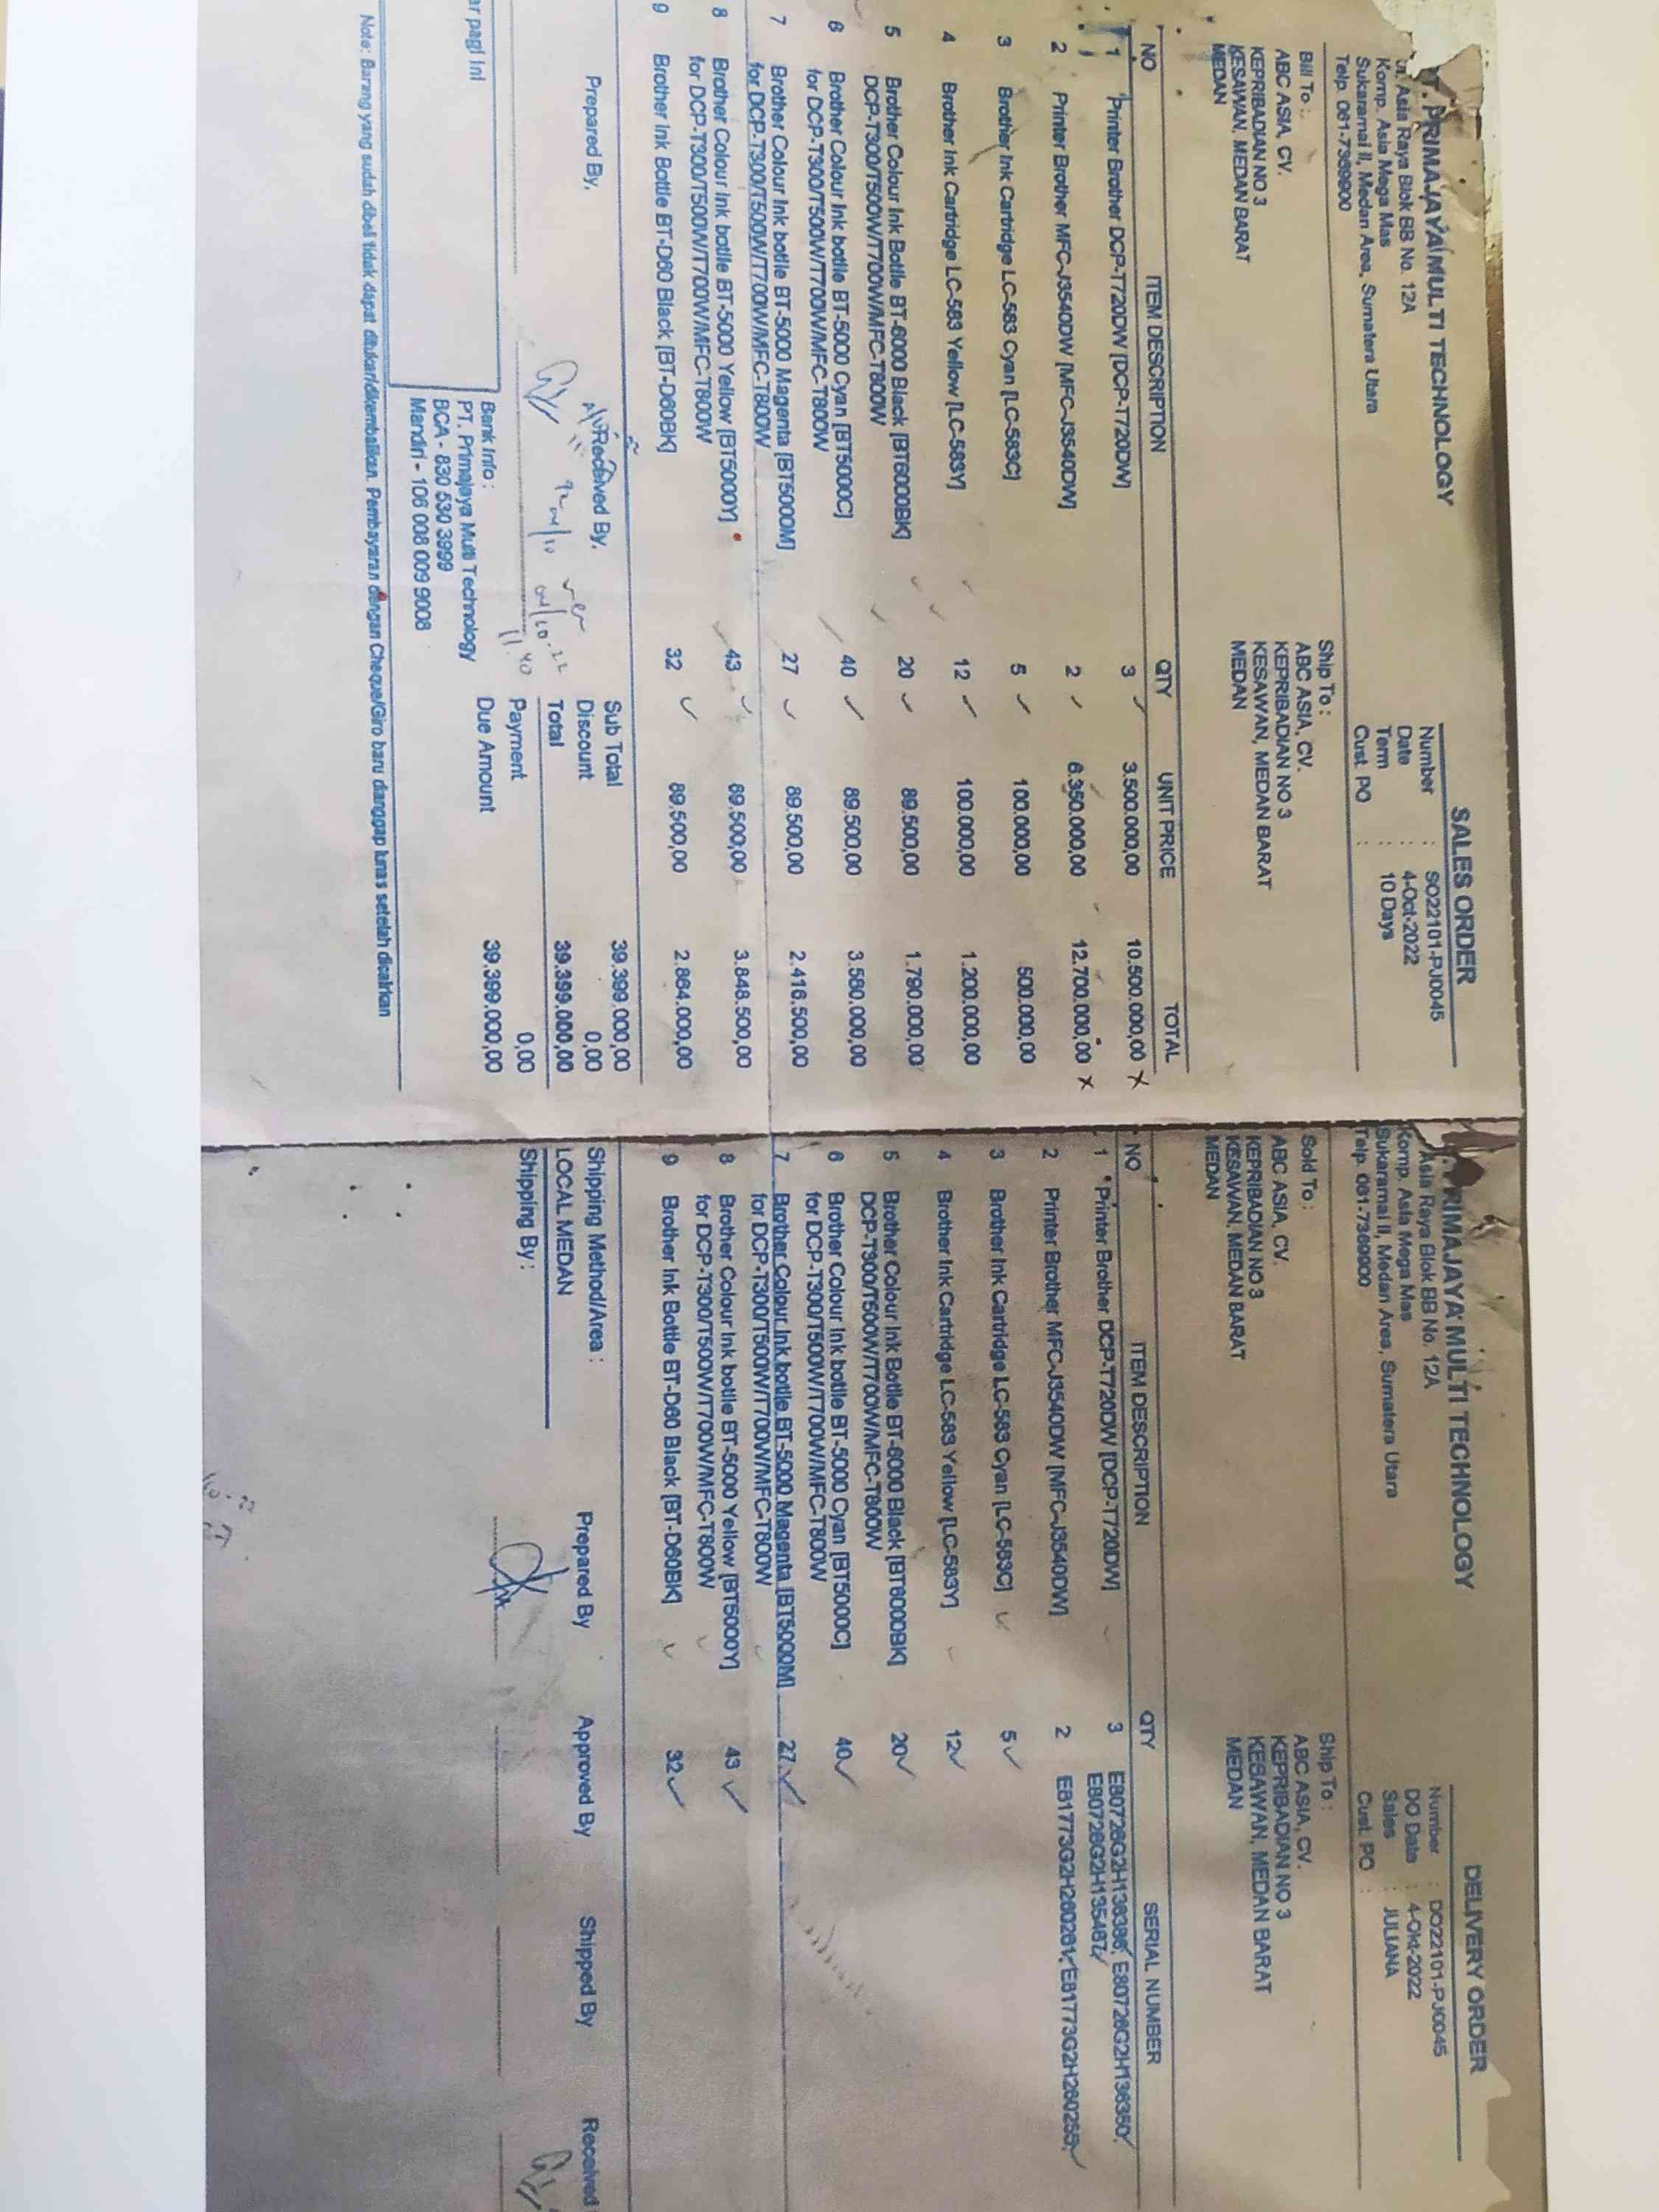 PRIMAJAYA MULTI TECHNOLOGY
Asia Raya Blok BB No. 12A
Komp. Asia Mega Mas
Sukaramai II, Medan Area, Sumatera Utara
Telp. 061-7369900
SALES ORDER
Number : SO22101-PJ0045
Date : 4-Oct-2022
Term : 10 Days
Cust. PO :
Bill To :
ABC ASIA, CV.
KEPRIBADIAN NO 3
KESAWAN, MEDAN BARAT
MEDAN
Ship To :
ABC ASIA, CV.
KEPRIBADIAN NO 3
KESAWAN, MEDAN BARAT
MEDAN
NO ITEM DESCRIPTION QTY UNIT PRICE TOTAL
1 Printer Brother DCP-T720DW [DCP-T720DW] 3 3.500.000,00 10.500.000,00 x
2 Printer Brother MFC-J3540DW [MFC-J3540DW] 2 6.350.000,00 12.700.000,00 x
3 Brother Ink Cartridge LC-583 Cyan [LC-583C] 5 100.000,00 500.000,00
4 Brother Ink Cartridge LC-583 Yellow [LC-583Y] 12 100.000,00 1.200.000,00
5 Brother Colour Ink Bottle BT-6000 Black [BT6000BK] 20 89.500,00 1.790.000,00
DCP-T300/T500W/T700W/MFC-T800W
6 Brother Colour Ink bottle BT-5000 Cyan [BT5000C] 40 89.500,00 3.580.000,00
for DCP-T300/T500W/T700W/MFC-T800W
7 Brother Colour Ink bottle BT-5000 Magenta [BT5000M] 27 89.500,00 2.416.500,00
for DCP-T300/T500W/T700W/MFC-T800W
8 Brother Colour Ink bottle BT-5000 Yellow [BT5000Y] 43 89.500,00 3.848.500,00
for DCP-T300/T500W/T700W/MFC-T800W
9 Brother Ink Bottle BT-D60 Black [BT-D60BK] 32 89.500,00 2.864.000,00
Prepared By,
Received By,
04/10-22
11.40
Sub Total 39.399.000,00
Discount 0,00
Total 39.399.000,00
Payment 0,00
Due Amount 39.399.000,00
ar pagi ini
Bank Info :
PT. Primajaya Multi Technology
BCA - 830 530 3999
Mandiri - 106 008 009 9008
Note: Barang yang sudah dibeli tidak dapat ditukar/dikembalikan. Pembayaran dengan Cheque/Giro baru dianggap lunas setelah dicairkan
PRIMAJAYA MULTI TECHNOLOGY
Asia Raya Blok BB No. 12A
Komp. Asia Mega Mas
Sukaramai II, Medan Area, Sumatera Utara
Telp. 061-7369900
DELIVERY ORDER
Number : DO22101-PJ0045
DO Date : 4-Okt-2022
Sales : JULIANA
Cust. PO :
Sold To :
ABC ASIA, CV.
KEPRIBADIAN NO 3
KESAWAN, MEDAN BARAT
MEDAN
Ship To :
ABC ASIA, CV.
KEPRIBADIAN NO 3
KESAWAN, MEDAN BARAT
MEDAN
NO ITEM DESCRIPTION QTY SERIAL NUMBER
1 Printer Brother DCP-T720DW [DCP-T720DW] 3 E80726G2H136396, E80726G2H136350,
E80726G2H135467
2 Printer Brother MFC-J3540DW [MFC-J3540DW] 2 E81773G2H260261, E81773G2H260255
3 Brother Ink Cartridge LC-583 Cyan [LC-583C] 5
4 Brother Ink Cartridge LC-583 Yellow [LC-583Y] 12
5 Brother Colour Ink Bottle BT-6000 Black [BT6000BK] 20
DCP-T300/T500W/T700W/MFC-T800W
6 Brother Colour Ink bottle BT-5000 Cyan [BT5000C] 40
for DCP-T300/T500W/T700W/MFC-T800W
7 Brother Colour Ink bottle BT-5000 Magenta [BT5000M] 27
for DCP-T300/T500W/T700W/MFC-T800W
8 Brother Colour Ink bottle BT-5000 Yellow [BT5000Y] 43
for DCP-T300/T500W/T700W/MFC-T800W
9 Brother Ink Bottle BT-D60 Black [BT-D60BK] 32
Shipping Method/Area :
LOCAL MEDAN
Shipping By :
Prepared By
Approved By
Shipped By
Received